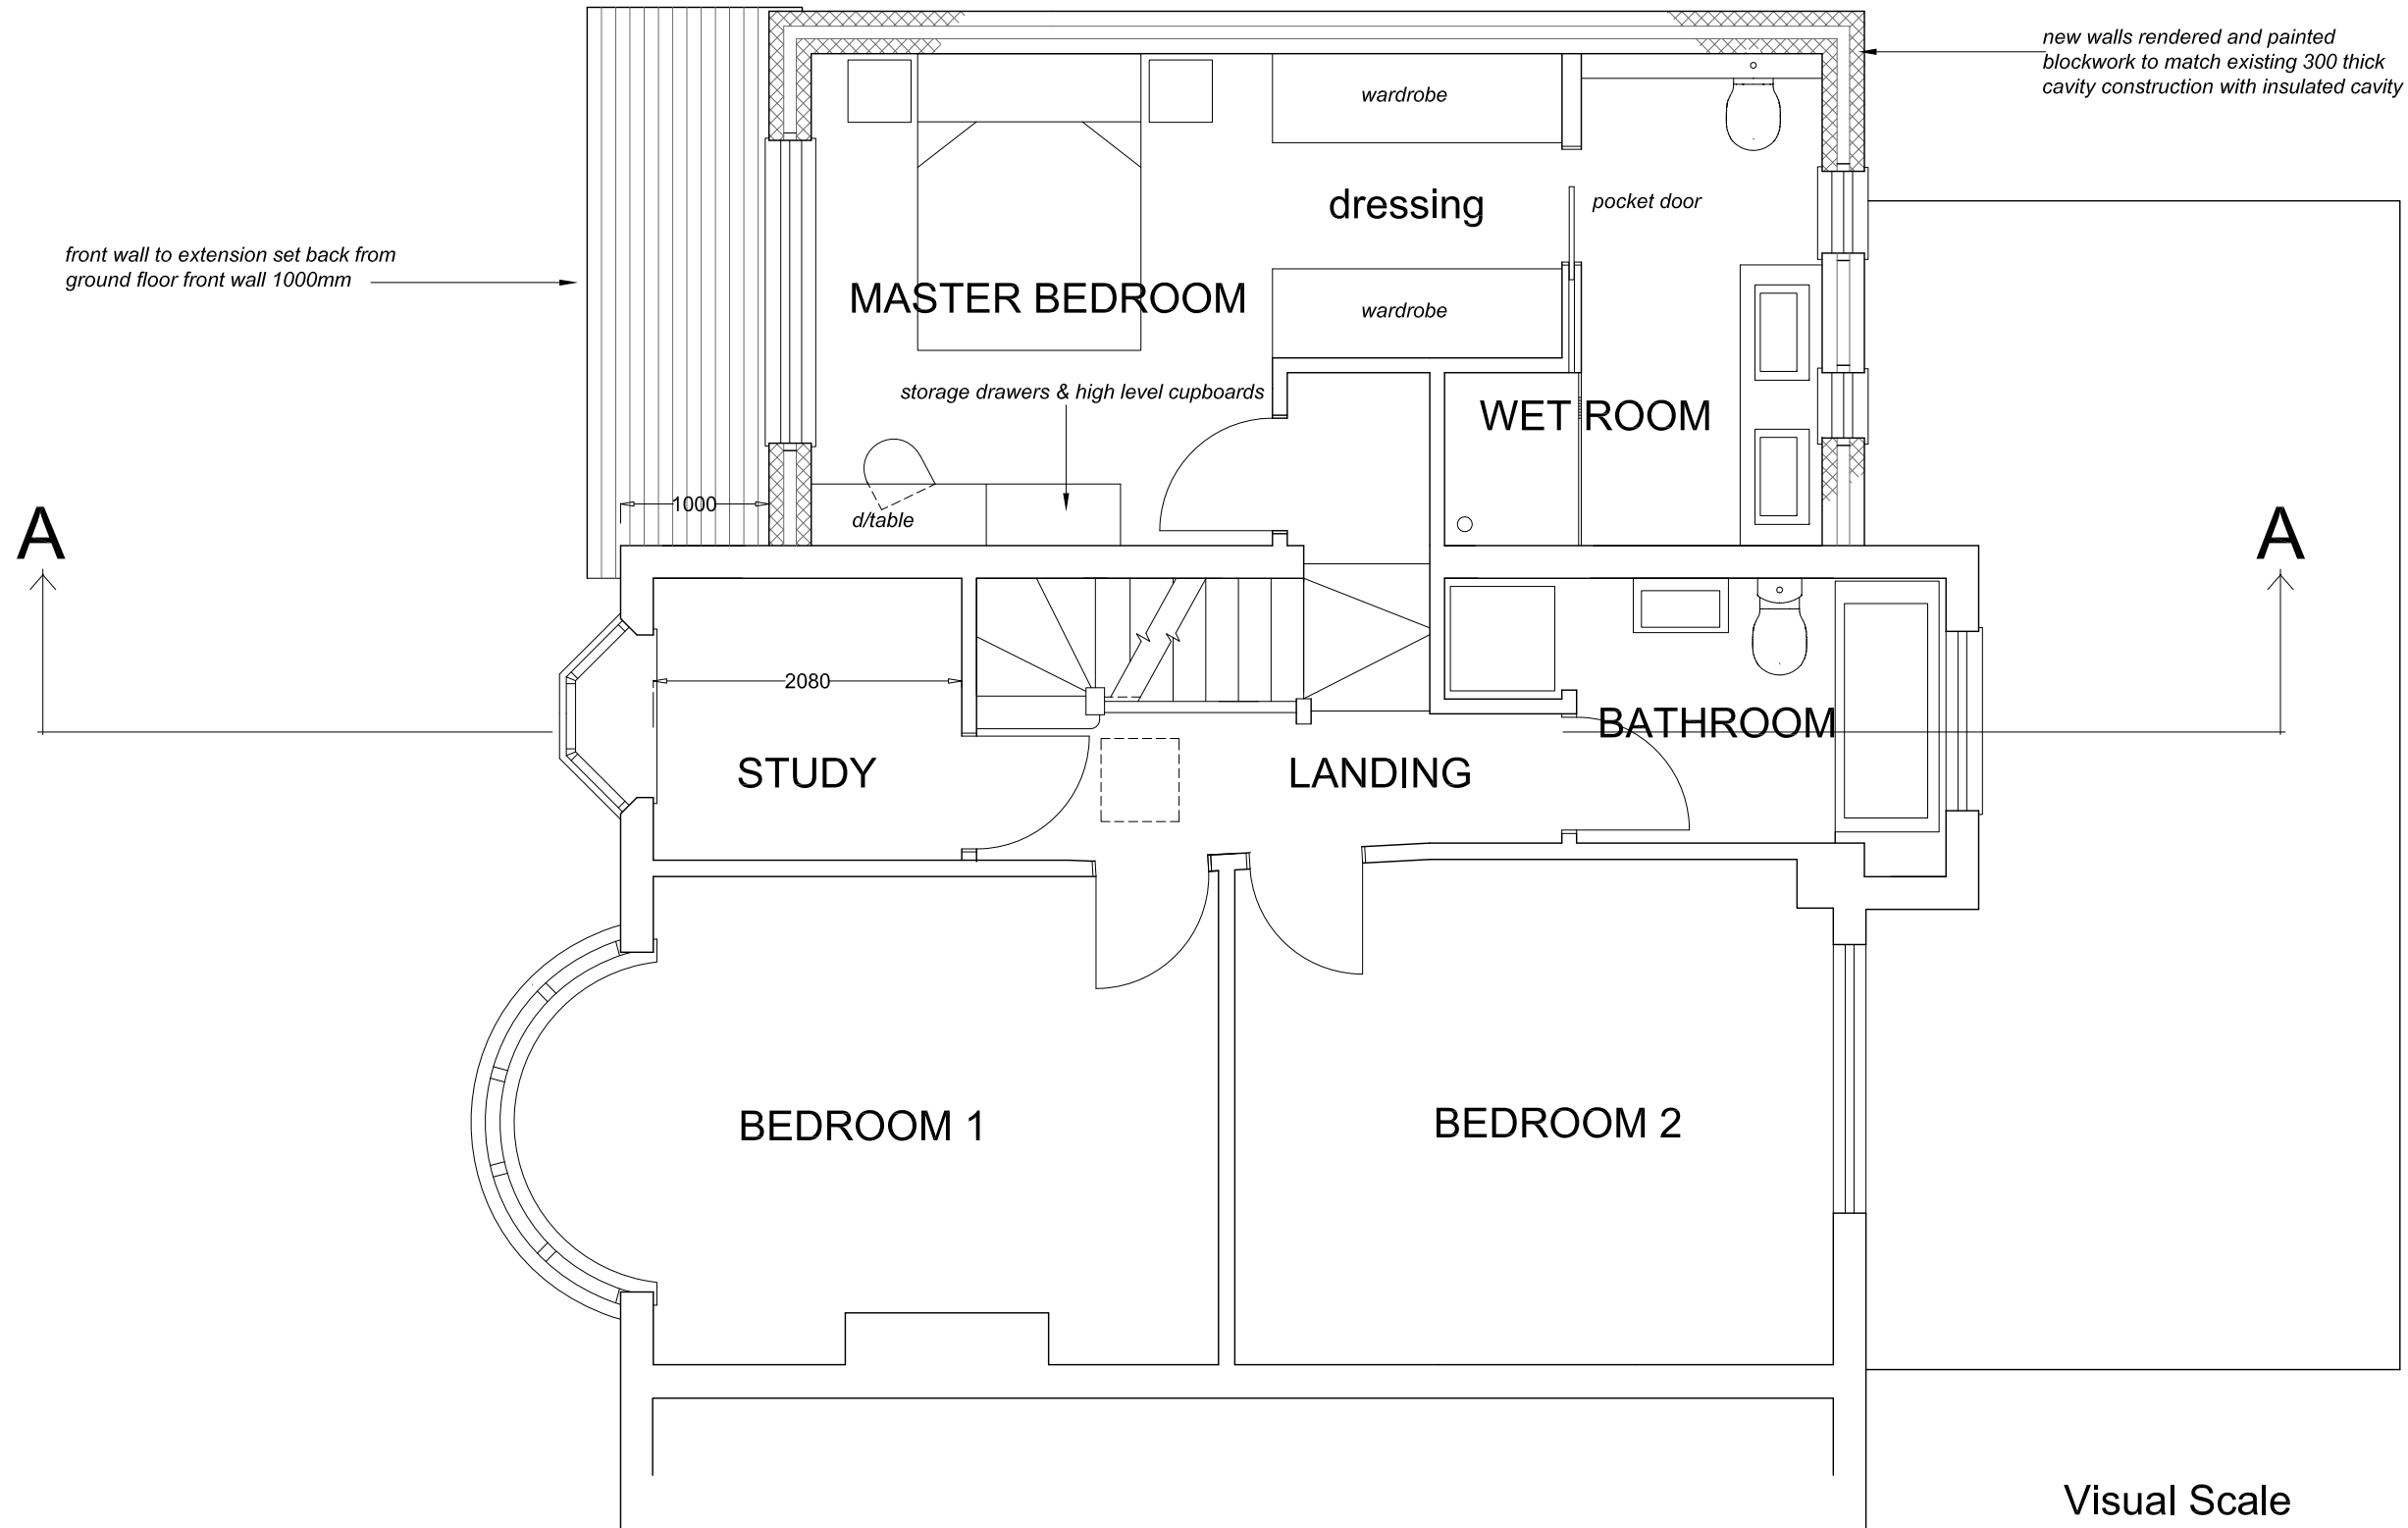 new walls rendered and painted
blockwork to match existing 300 thick
cavity construction with insulated cavity
wardrobe
dressing
pocket door
front wall to extension set back from
ground floor front wall 1000mm
MASTER BEDROOM
wardrobe
storage drawers & high level cupboards
WET ROOM
1000
d/table
A
A
2080
BATHROOM
STUDY
LANDING
BEDROOM 1
BEDROOM 2
Visual Scale